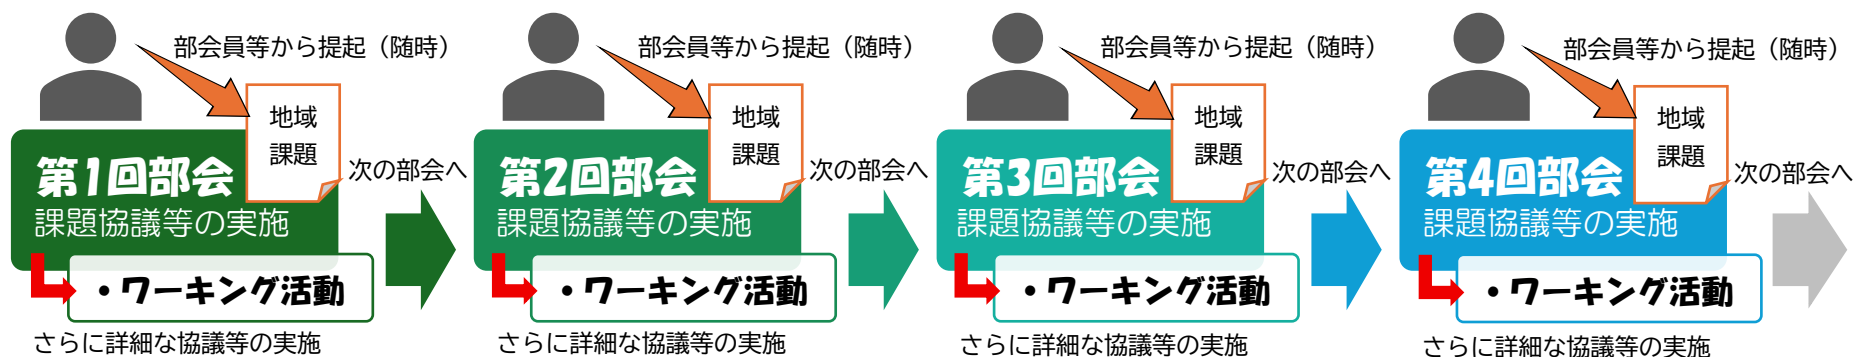 部会員等から提起（随時）
地域
課題
第1回部会
課題協議等の実施
・ワーキング活動
さらに詳細な協議等の実施
次の部会へ
部会員等から提起（随時）
地域
課題
第2回部会
課題協議等の実施
・ワーキング活動
さらに詳細な協議等の実施
次の部会へ
部会員等から提起（随時）
地域
課題
第3回部会
課題協議等の実施
・ワーキング活動
さらに詳細な協議等の実施
次の部会へ
部会員等から提起（随時）
地域
課題
第4回部会
課題協議等の実施
・ワーキング活動
さらに詳細な協議等の実施
次の部会へ